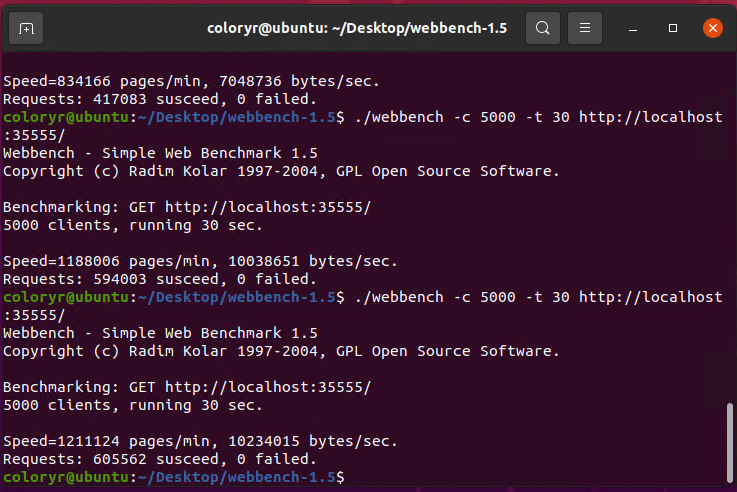 coloryr@ubuntu: ~/Desktop/webbench-1.5
Speed=834166 pages/min, 7048736 bytes/sec.
Requests: 417083 susceed, 0 failed.
coloryr@ubuntu:~/Desktop/webbench-1.5$ ./webbench -c 5000 -t 30 http://localhost
:35555/
Webbench - Simple Web Benchmark 1.5
Copyright (c) Radim Kolar 1997-2004, GPL Open Source Software.
Benchmarking: GET http://localhost:35555/
5000 clients, running 30 sec.
Speed=1188006 pages/min, 10038651 bytes/sec.
Requests: 594003 susceed, 0 failed.
coloryr@ubuntu:~/Desktop/webbench-1.5$ ./webbench -c 5000 -t 30 http://localhost
:35555/
Webbench - Simple Web Benchmark 1.5
Copyright (c) Radim Kolar 1997-2004, GPL Open Source Software.
Benchmarking: GET http://localhost:35555/
5000 clients, running 30 sec.
Speed=1211124 pages/min, 10234015 bytes/sec.
Requests: 605562 susceed, 0 failed.
coloryr@ubuntu:~/Desktop/webbench-1.5$